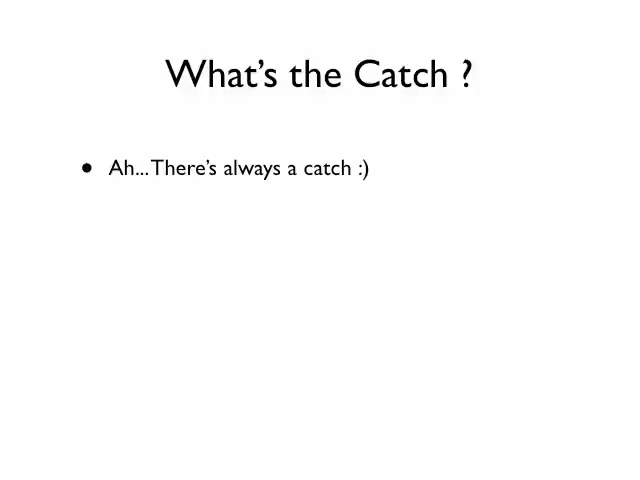 What’s the Catch ?
• Ah... There’s always a catch :)